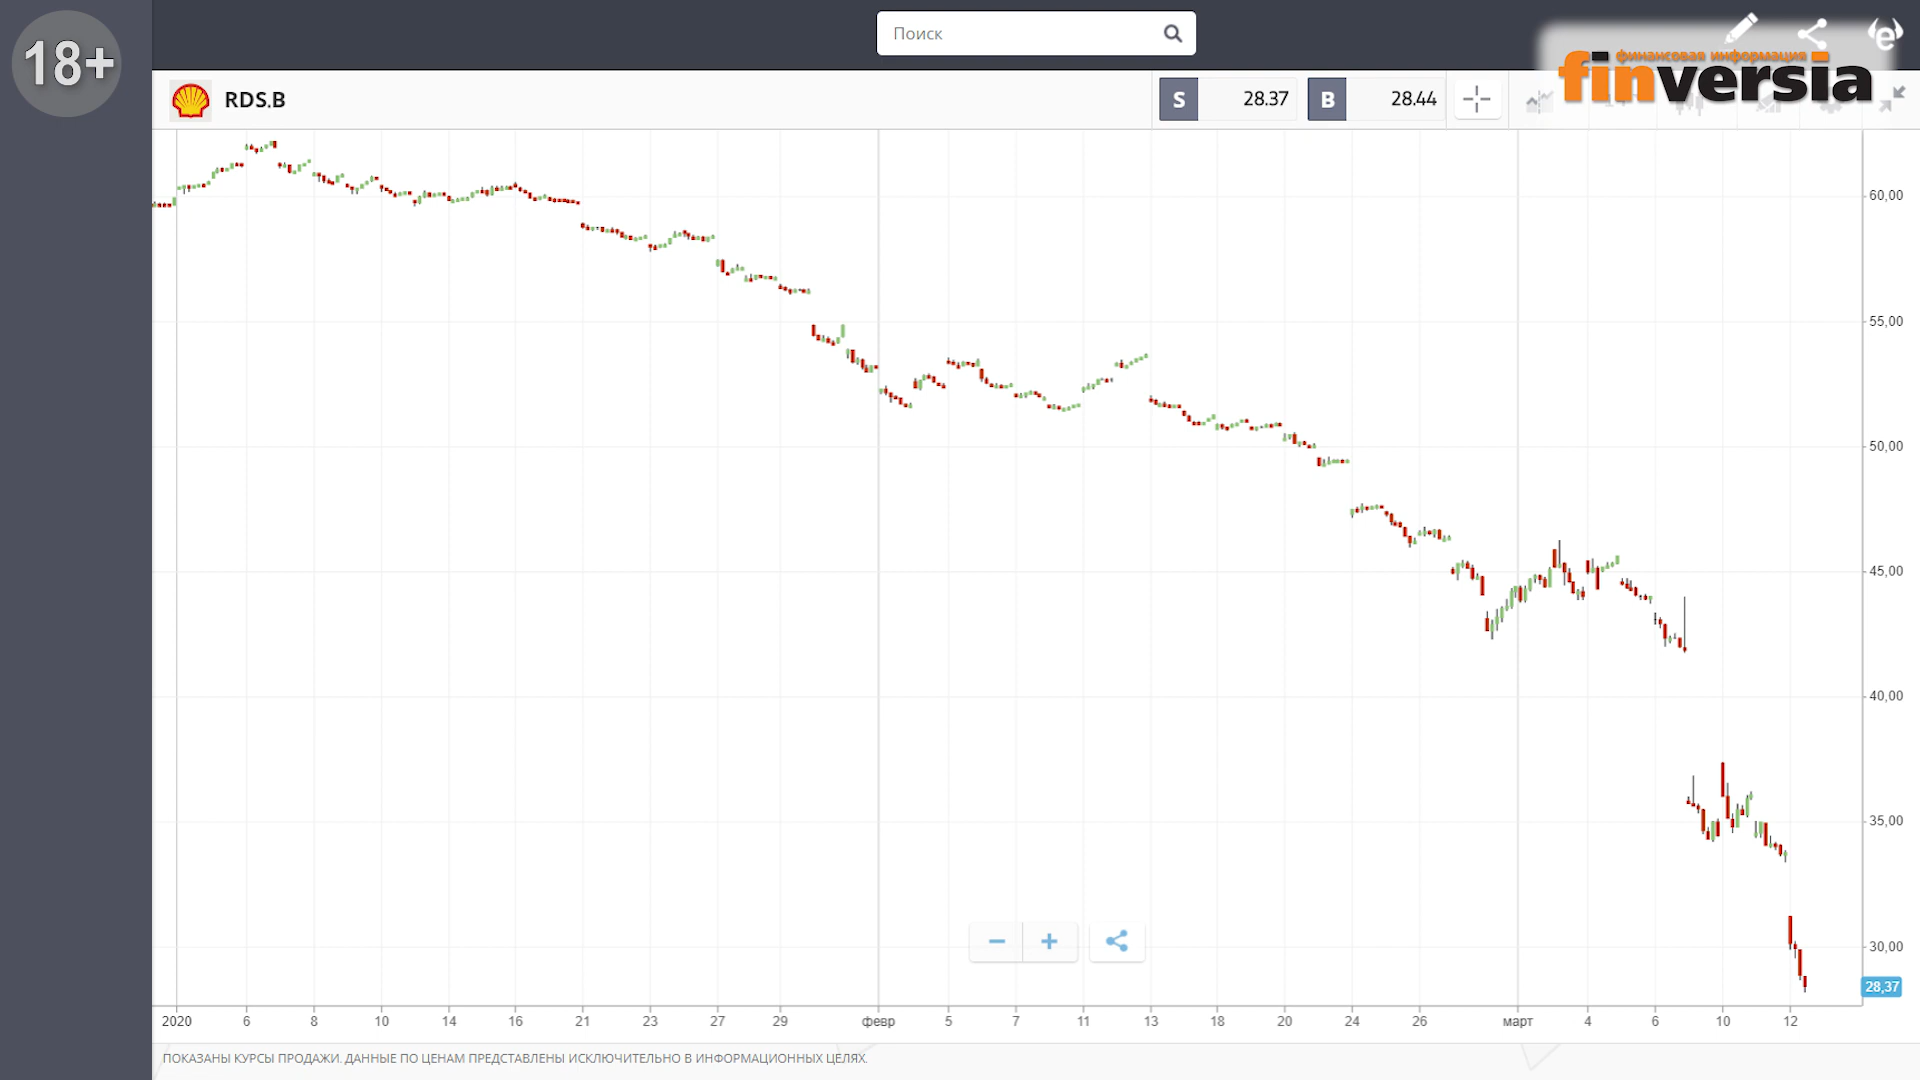 18+
Поиск
финансовая информация
finversia
RDS.B
S 28.37 B 28.44
60,00
55,00
50,00
45,00
40,00
35,00
30,00
28,37
2020 6 8 10 14 16 21 23 27 29 февр 5 7 11 13 18 20 24 26 март 4 6 10 12
ПОКАЗАНЫ КУРСЫ ПРОДАЖИ. ДАННЫЕ ПО ЦЕНАМ ПРЕДСТАВЛЕНЫ ИСКЛЮЧИТЕЛЬНО В ИНФОРМАЦИОННЫХ ЦЕЛЯХ.